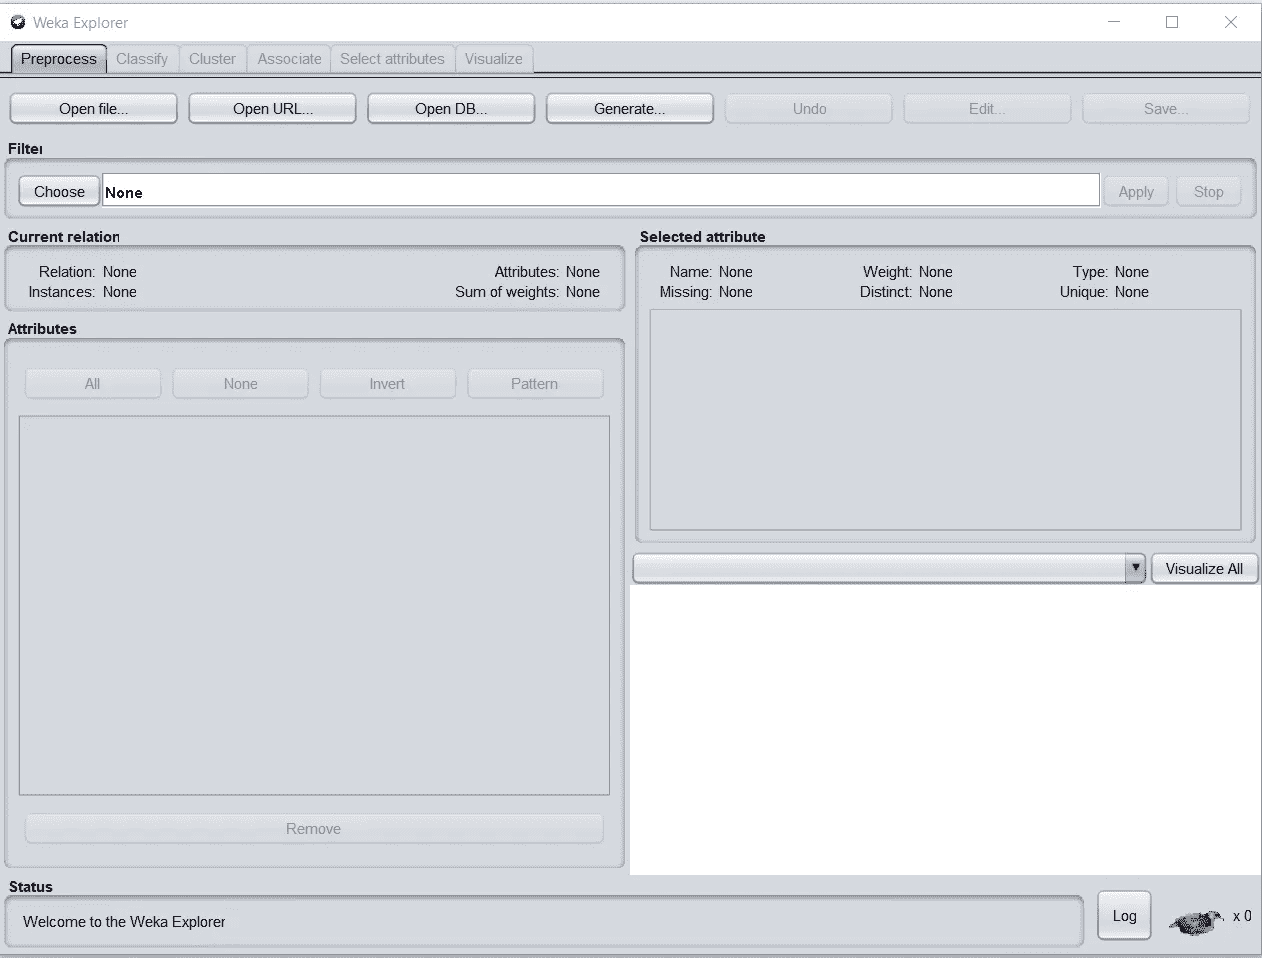 Weka Explorer
Preprocess Classify Cluster Associate Select attributes Visualize
Open file... Open URL... Open DB... Generate... Undo Edit... Save...
Filter
Choose None Apply Stop
Current relation
Relation: None Attributes: None
Instances: None Sum of weights: None
Selected attribute
Name: None Weight: None Type: None
Missing: None Distinct: None Unique: None
Attributes
All None Invert Pattern
Visualize All
Remove
Status
Welcome to the Weka Explorer
Log
x 0